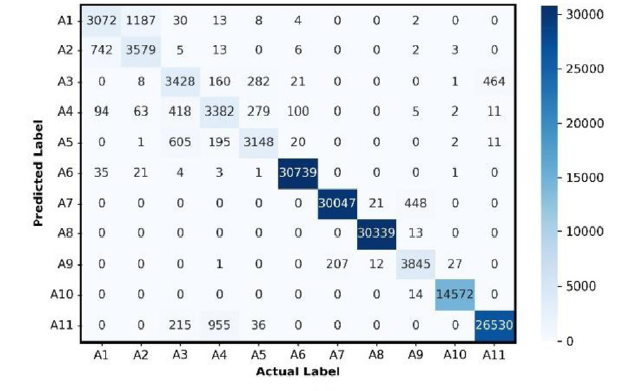 A1 3072 1187 30 13 8 4 0 0 2 0 0
A2 742 3579 5 13 0 6 0 0 2 3 0
A3 0 8 3428 160 282 21 0 0 0 1 464
A4 94 63 418 3382 279 100 0 0 5 2 11
A5 0 1 605 195 3148 20 0 0 0 2 11
A6 35 21 4 3 1 30739 0 0 0 1 0
A7 0 0 0 0 0 0 30047 21 448 0 0
A8 0 0 0 0 0 0 0 30339 13 0 0
A9 0 0 0 1 0 0 207 12 3845 27 0
A10 0 0 0 0 0 0 0 0 14 14572 0
A11 0 0 215 955 36 0 0 0 0 0 26530
A1 A2 A3 A4 A5 A6 A7 A8 A9 A10 A11
Actual Label
Predicted Label
30000
25000
20000
15000
10000
5000
0